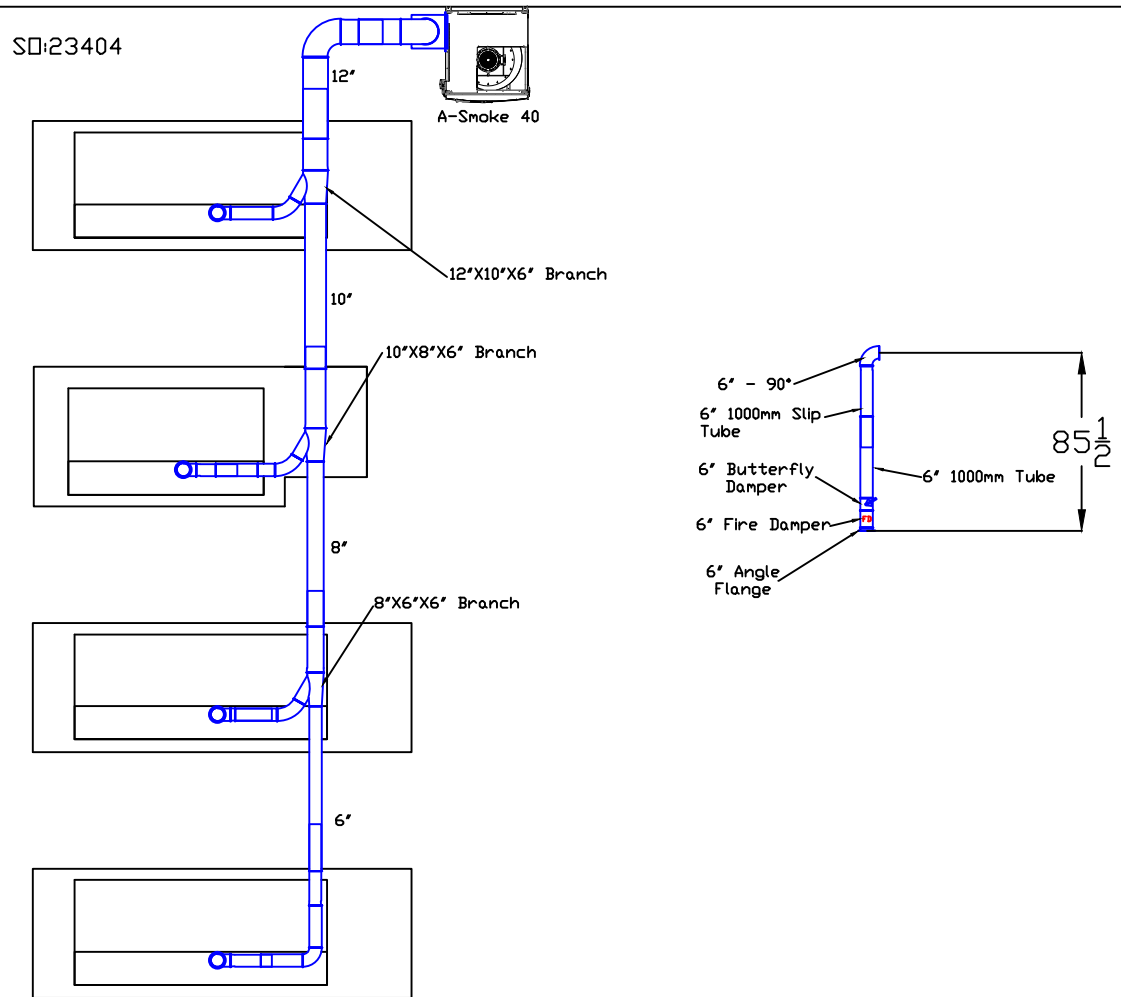 SO:23404
12"
A-Smoke 40
12"X10"X6" Branch
10"
10"X8"X6" Branch
8"
8"X6"X6" Branch
6"
6" - 90°
6" 1000mm Slip
Tube
6" Butterfly
Damper
6" 1000mm Tube
6" Fire Damper
FD
6" Angle
Flange
85 1/2